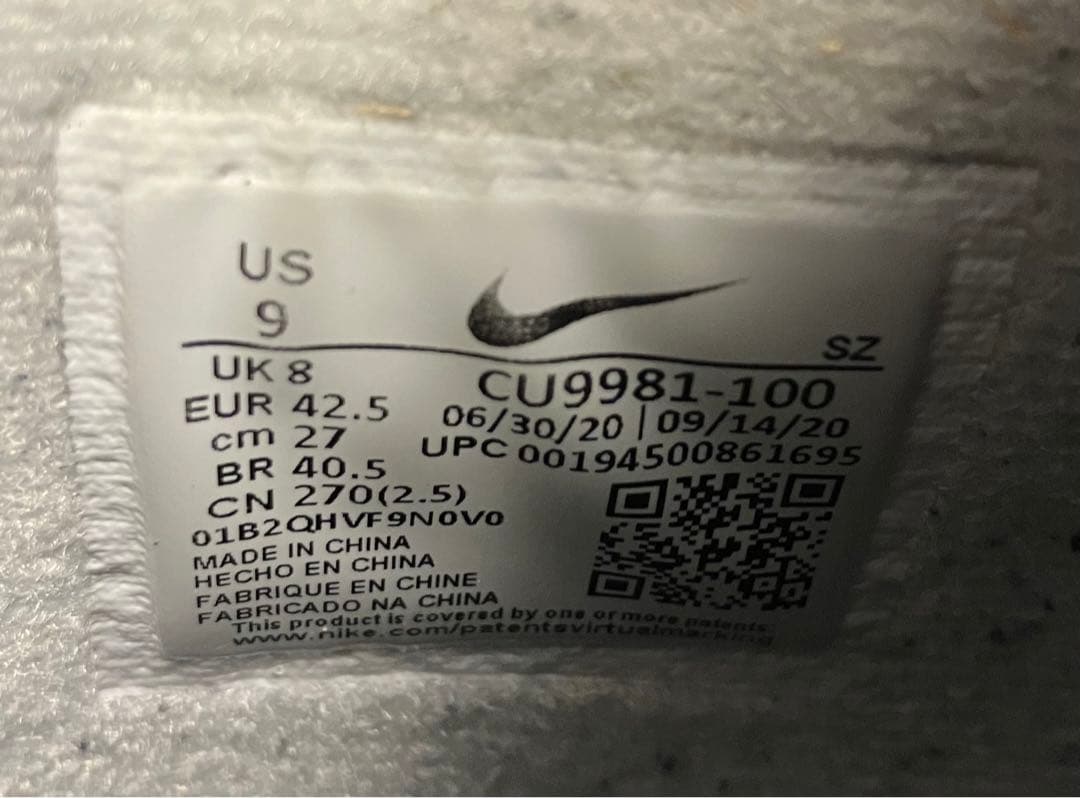 US
9
SZ
UK 8
EUR 42.5
cm 27
BR 40.5
CN 270(2.5)
CU9981-100
06/30/20 | 09/14/20
UPC 00194500861695
01B2QHVF9N0V0
MADE IN CHINA
HECHO EN CHINA
FABRIQUE EN CHINE
FABRICADO NA CHINA
This product is covered by one or more patents:
www.nike.com/patentsvirtualmarking